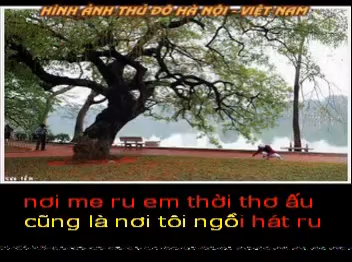 HÌNH ẢNH THỦ ĐÔ HÀ NỘI - VIỆT NAM
nơi mẹ ru em thời thơ ấu
cũng là nơi tôi ngồi hát ru